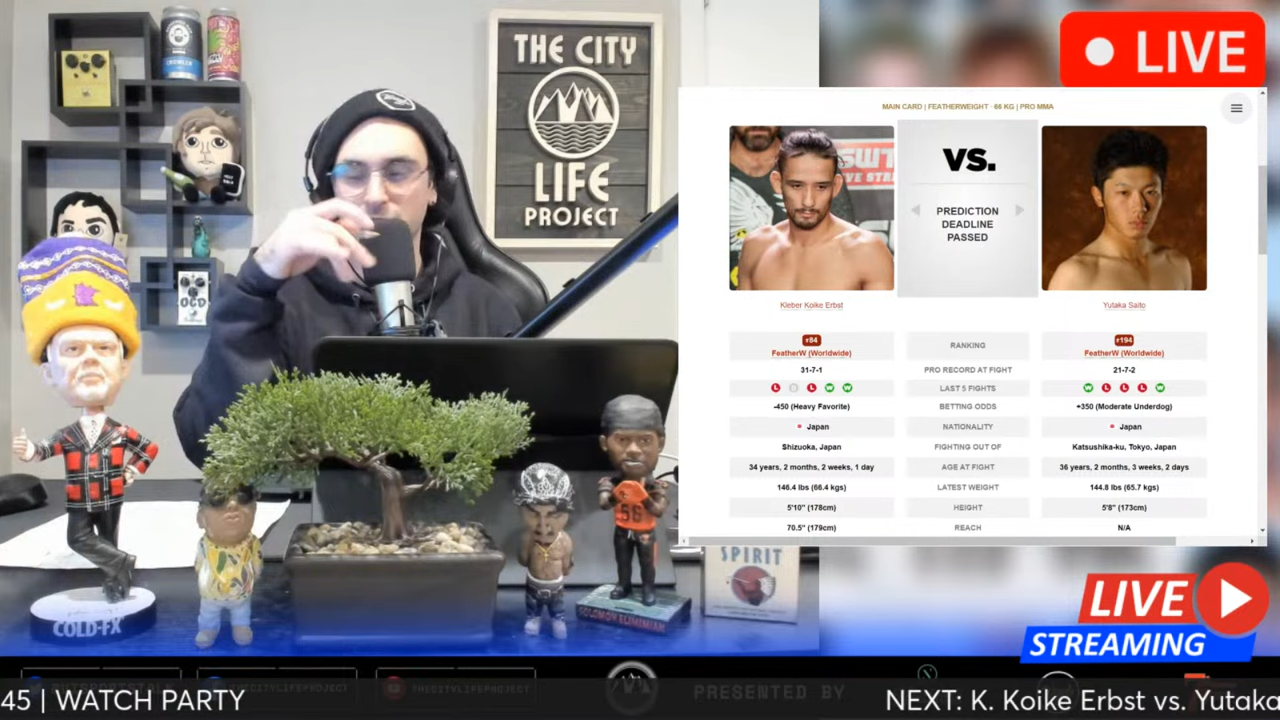 THE CITY
LIFE
PROJECT
LIVE
MAIN CARD | FEATHERWEIGHT · 66 KG | PRO MMA
VS.
PREDICTION
DEADLINE
PASSED
Kleber Koike Erbst
Yutaka Saito
#84
FeatherW (Worldwide)
RANKING
#194
FeatherW (Worldwide)
31-7-1
PRO RECORD AT FIGHT
21-7-2
L L W W
LAST 5 FIGHTS
W L L L W
-450 (Heavy Favorite)
BETTING ODDS
+350 (Moderate Underdog)
Japan
NATIONALITY
Japan
Shizuoka, Japan
FIGHTING OUT OF
Katsushika-ku, Tokyo, Japan
34 years, 2 months, 2 weeks, 1 day
AGE AT FIGHT
36 years, 2 months, 3 weeks, 2 days
146.4 lbs (66.4 kgs)
LATEST WEIGHT
144.8 lbs (65.7 kgs)
5'10" (178cm)
HEIGHT
5'8" (173cm)
70.5" (179cm)
REACH
N/A
OCD
COLD-FX
56
SOLOMON ELIMIMIAN
SPIRIT
LIVE
STREAMING
THECITYLIFEPROJECT
THECITYLIFEPROJECT
PRESENTED BY
45 | WATCH PARTY
NEXT: K. Koike Erbst vs. Yutaka